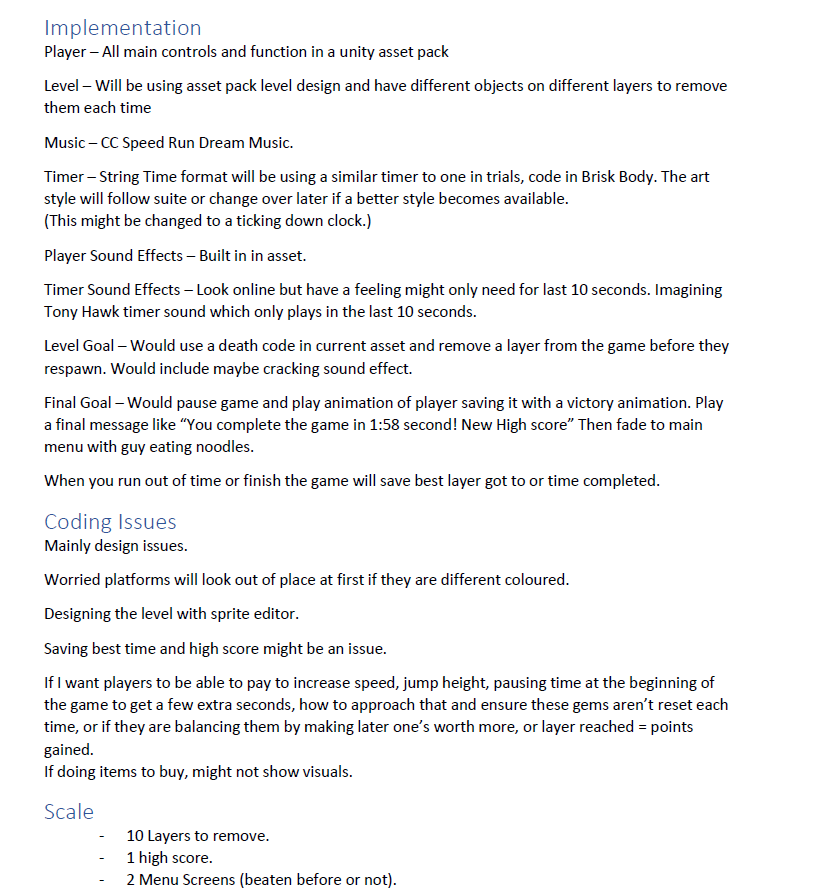 Implementation
Player – All main controls and function in a unity asset pack
Level – Will be using asset pack level design and have different objects on different layers to remove
them each time
Music – CC Speed Run Dream Music.
Timer – String Time format will be using a similar timer to one in trials, code in Brisk Body. The art
style will follow suite or change over later if a better style becomes available.
(This might be changed to a ticking down clock.)
Player Sound Effects – Built in in asset.
Timer Sound Effects – Look online but have a feeling might only need for last 10 seconds. Imagining
Tony Hawk timer sound which only plays in the last 10 seconds.
Level Goal – Would use a death code in current asset and remove a layer from the game before they
respawn. Would include maybe cracking sound effect.
Final Goal – Would pause game and play animation of player saving it with a victory animation. Play
a final message like “You complete the game in 1:58 second! New High score” Then fade to main
menu with guy eating noodles.
When you run out of time or finish the game will save best layer got to or time completed.
Coding Issues
Mainly design issues.
Worried platforms will look out of place at first if they are different coloured.
Designing the level with sprite editor.
Saving best time and high score might be an issue.
If I want players to be able to pay to increase speed, jump height, pausing time at the beginning of
the game to get a few extra seconds, how to approach that and ensure these gems aren’t reset each
time, or if they are balancing them by making later one’s worth more, or layer reached = points
gained.
If doing items to buy, might not show visuals.
Scale
- 10 Layers to remove.
- 1 high score.
- 2 Menu Screens (beaten before or not).